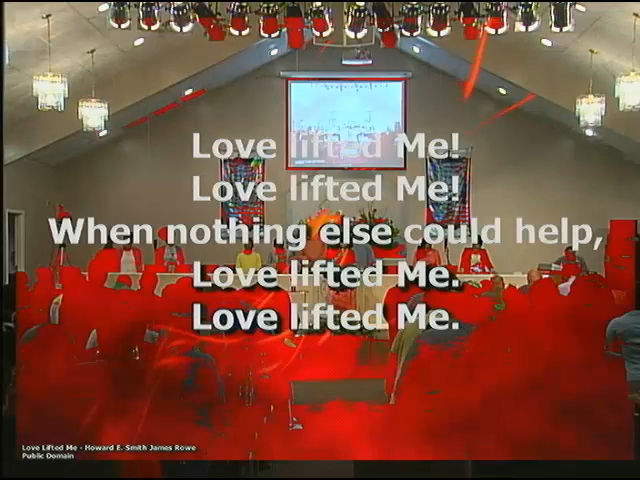 Love lifted Me!
Love lifted Me!
When nothing else could help,
Love lifted Me.
Love lifted Me.
Love Lifted Me - Howard E. Smith James Rowe
Public Domain